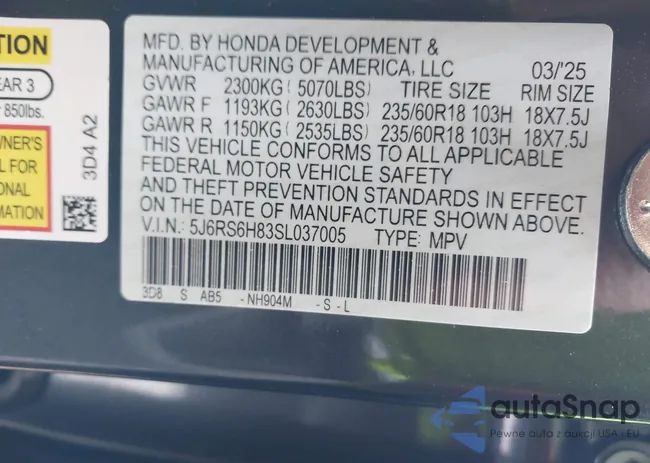 TION
EAR 3
850lbs.
WNER'S
L FOR
ONAL
MATION
3D4 A2
MFD. BY HONDA DEVELOPMENT &
MANUFACTURING OF AMERICA, LLC 03/'25
GVWR 2300KG ( 5070LBS) TIRE SIZE RIM SIZE
GAWR F 1193KG ( 2630LBS) 235/60R18 103H 18X7.5J
GAWR R 1150KG ( 2535LBS) 235/60R18 103H 18X7.5J
THIS VEHICLE CONFORMS TO ALL APPLICABLE
FEDERAL MOTOR VEHICLE SAFETY
AND THEFT PREVENTION STANDARDS IN EFFECT
ON THE DATE OF MANUFACTURE SHOWN ABOVE.
V.I.N.: 5J6RS6H83SL037005 TYPE: MPV
3D8 S AB5 -NH904M -S-L
autaSnap
Pewne auta z aukcji USA - EU